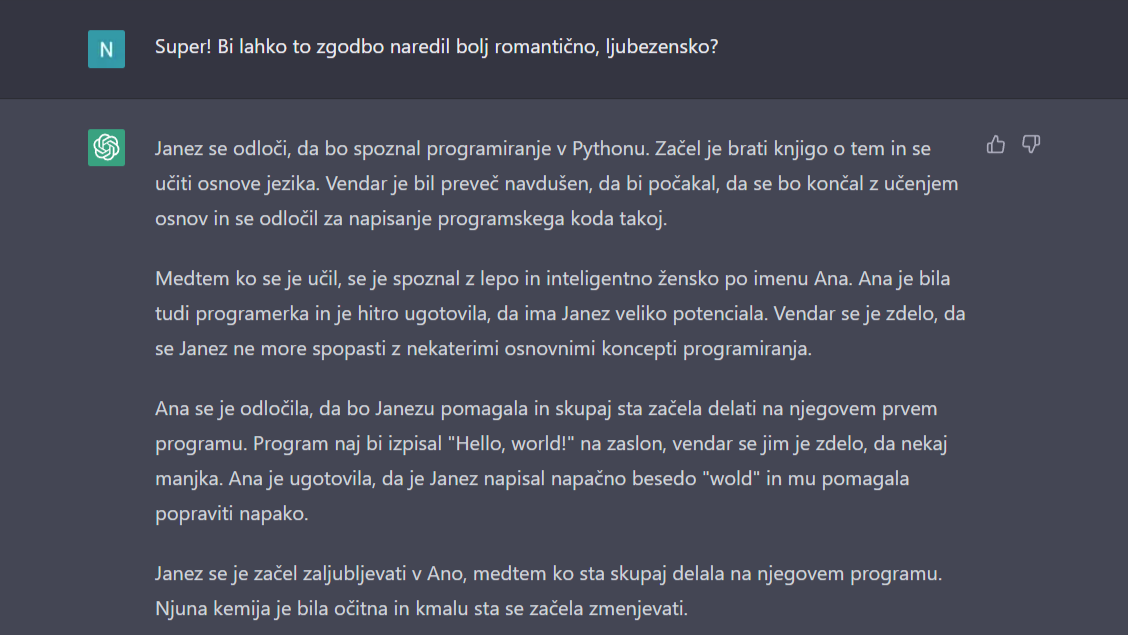 N
Super! Bi lahko to zgodbo naredil bolj romantično, ljubezensko?
Janez se odloči, da bo spoznal programiranje v Pythonu. Začel je brati knjigo o tem in se
učiti osnove jezika. Vendar je bil preveč navdušen, da bi počakal, da se bo končal z učenjem
osnov in se odločil za napisanje programskega koda takoj.
Medtem ko se je učil, se je spoznal z lepo in inteligentno žensko po imenu Ana. Ana je bila
tudi programerka in je hitro ugotovila, da ima Janez veliko potenciala. Vendar se je zdelo, da
se Janez ne more spopasti z nekaterimi osnovnimi koncepti programiranja.
Ana se je odločila, da bo Janezu pomagala in skupaj sta začela delati na njegovem prvem
programu. Program naj bi izpisal "Hello, world!" na zaslon, vendar se jim je zdelo, da nekaj
manjka. Ana je ugotovila, da je Janez napisal napačno besedo "wold" in mu pomagala
popraviti napako.
Janez se je začel zaljubljevati v Ano, medtem ko sta skupaj delala na njegovem programu.
Njuna kemija je bila očitna in kmalu sta se začela zmenjevati.